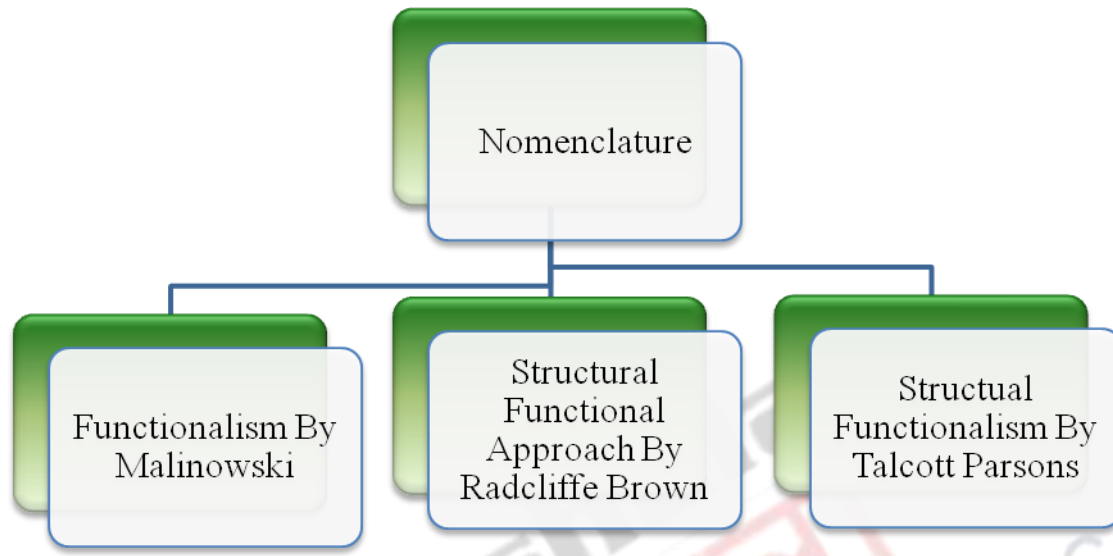 Nomenclature
Functionalism By
Malinowski
Structural
Functional
Approach By
Radcliffe Brown
Structual
Functionalism By
Talcott Parsons